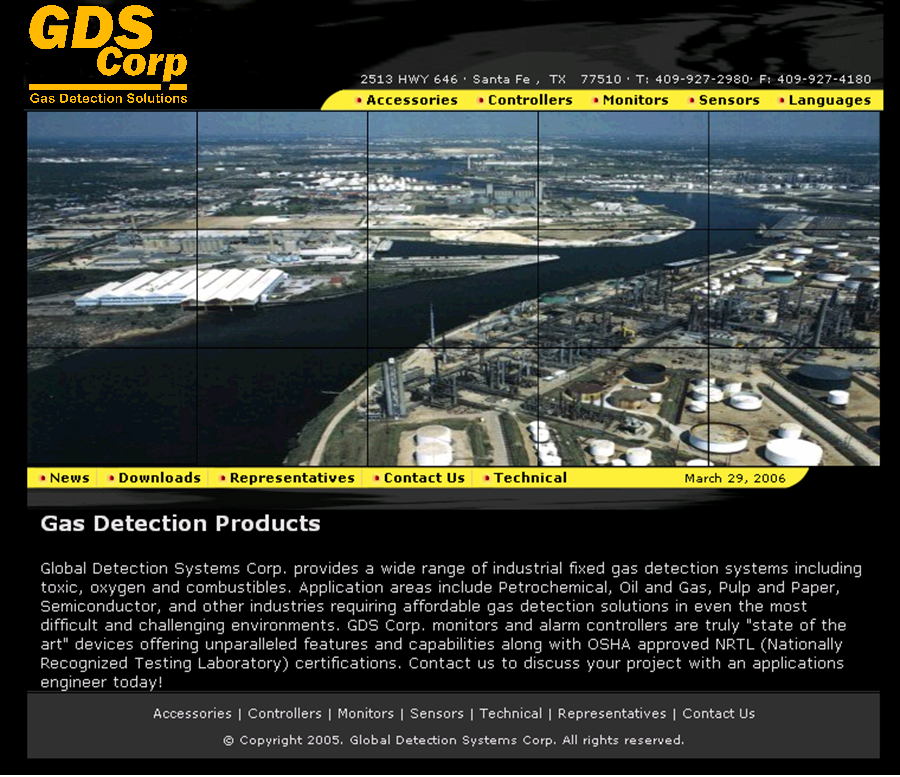 GDS
Corp
Gas Detection Solutions
2513 HWY 646 · Santa Fe , TX 77510 · T: 409-927-2980· F: 409-927-4180
Accessories Controllers Monitors Sensors Languages
News Downloads Representatives Contact Us Technical March 29, 2006
Gas Detection Products
Global Detection Systems Corp. provides a wide range of industrial fixed gas detection systems including
toxic, oxygen and combustibles. Application areas include Petrochemical, Oil and Gas, Pulp and Paper,
Semiconductor, and other industries requiring affordable gas detection solutions in even the most
difficult and challenging environments. GDS Corp. monitors and alarm controllers are truly "state of the
art" devices offering unparalleled features and capabilities along with OSHA approved NRTL (Nationally
Recognized Testing Laboratory) certifications. Contact us to discuss your project with an applications
engineer today!
Accessories | Controllers | Monitors | Sensors | Technical | Representatives | Contact Us
© Copyright 2005. Global Detection Systems Corp. All rights reserved.